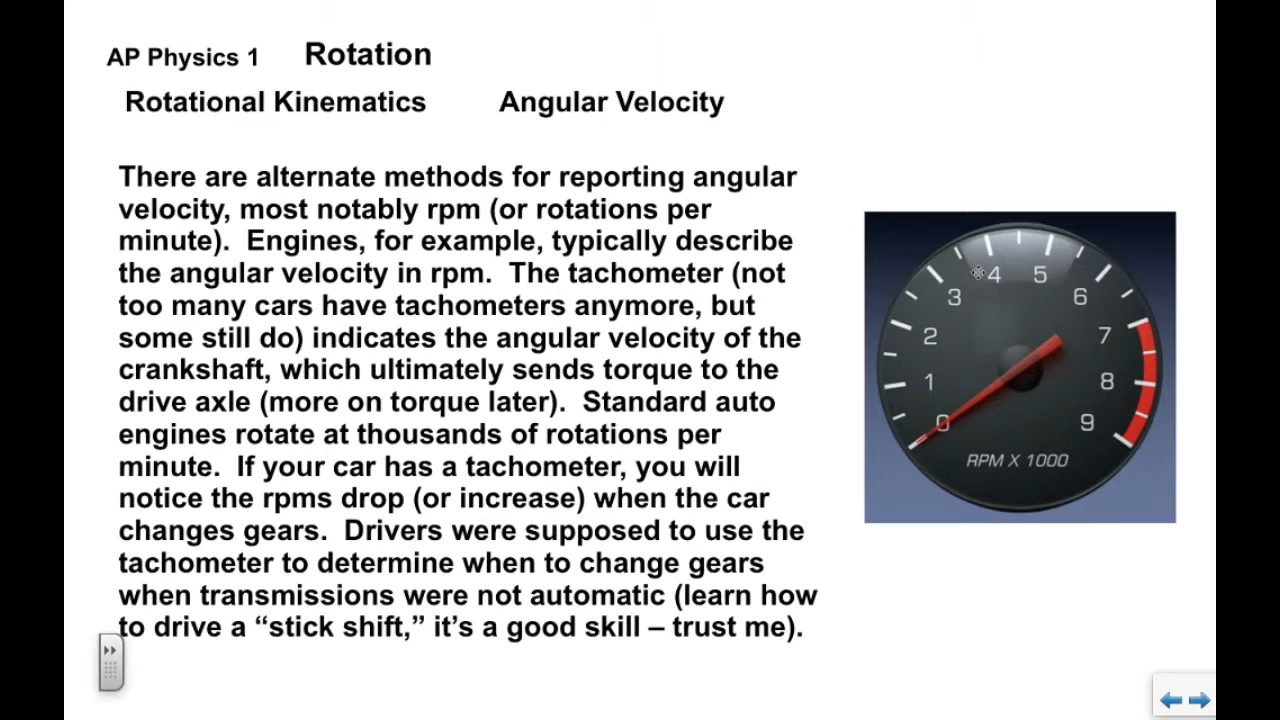 AP Physics 1 Rotation
Rotational Kinematics Angular Velocity
There are alternate methods for reporting angular
velocity, most notably rpm (or rotations per
minute). Engines, for example, typically describe
the angular velocity in rpm. The tachometer (not
too many cars have tachometers anymore, but
some still do) indicates the angular velocity of the
crankshaft, which ultimately sends torque to the
drive axle (more on torque later). Standard auto
engines rotate at thousands of rotations per
minute. If your car has a tachometer, you will
notice the rpms drop (or increase) when the car
changes gears. Drivers were supposed to use the
tachometer to determine when to change gears
when transmissions were not automatic (learn how
to drive a “stick shift,” it’s a good skill – trust me).
0
1
2
3
4
5
6
7
8
9
RPM X 1000